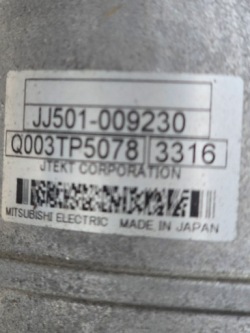 JJ501-009230
Q003TP5078 3316
JTEKT CORPORATION
MITSUBISHI ELECTRIC MADE IN JAPAN